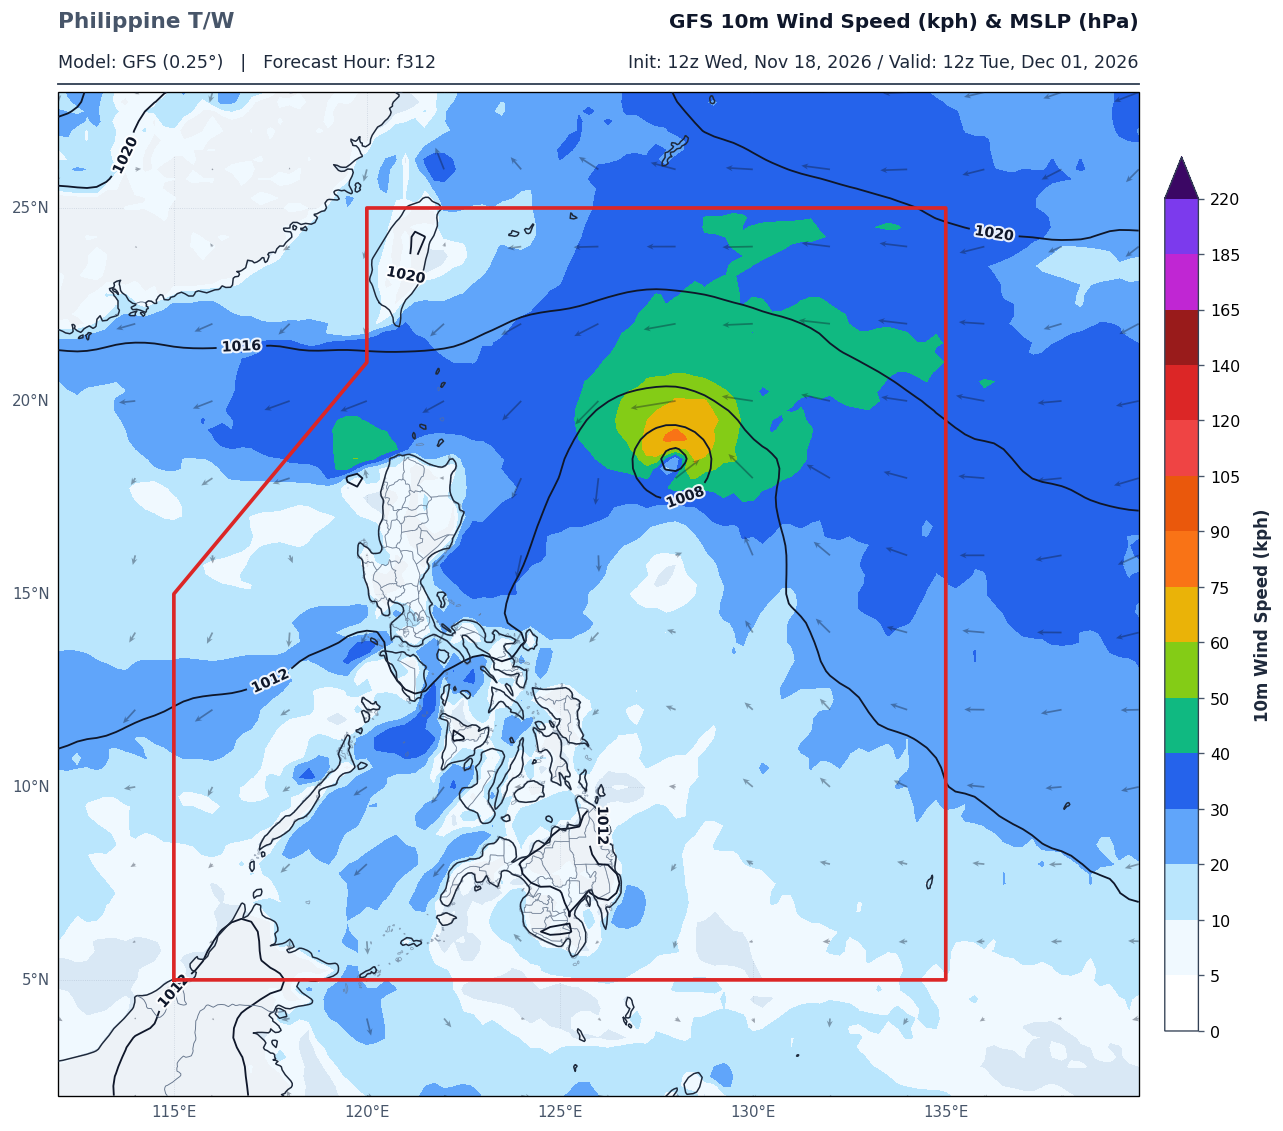 Philippine T/W
GFS 10m Wind Speed (kph) & MSLP (hPa)
Model: GFS (0.25°)   |   Forecast Hour: f312
Init: 12z Wed, Nov 18, 2026 / Valid: 12z Tue, Dec 01, 2026
1020
1020
1020
1016
1008
1012
1012
1012
25°N
20°N
15°N
10°N
5°N
115°E
120°E
125°E
130°E
135°E
220
185
165
140
120
105
90
75
60
50
40
30
20
10
5
0
10m Wind Speed (kph)